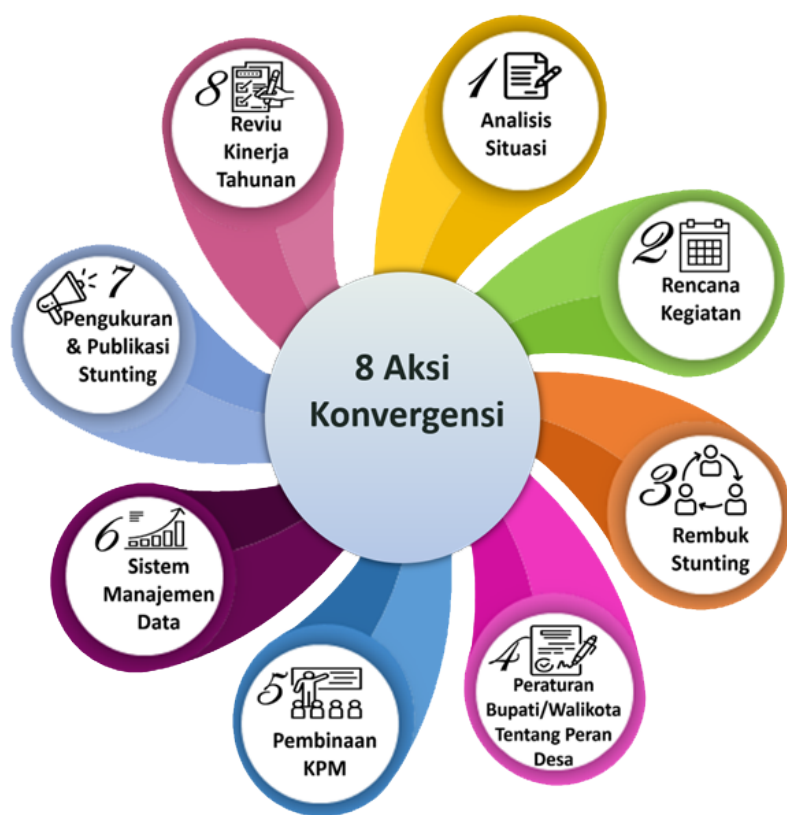 8 Aksi
Konvergensi
1
Analisis
Situasi
2
Rencana
Kegiatan
3
Rembuk
Stunting
4
Peraturan
Bupati/Walikota
Tentang Peran
Desa
5
Pembinaan
KPM
6
Sistem
Manajemen
Data
7
Pengukuran
& Publikasi
Stunting
8
Reviu
Kinerja
Tahunan